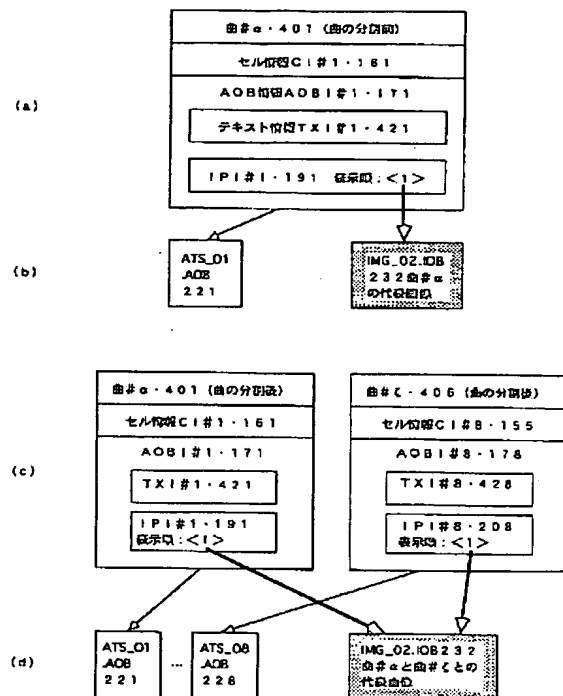 曲#α・401 (曲の分割前)
セル情報CI#1・161
(a)
AOB情報AOBI#1・171
テキスト情報TXI#1・421
IPI#1・191 表示順:<1>
(b)
ATS_01
.AOB
221
IMG_02.IOB
232曲#α
の代表画像
曲#α・401 (曲の分割後)
曲#ζ・406 (曲の分割後)
セル情報CI#1・161
セル情報CI#8・155
(c)
AOBI#1・171
AOBI#8・178
TXI#1・421
TXI#8・428
IPI#1・191
表示順:<1>
IPI#8・208
表示順:<1>
(d)
ATS_01
.AOB
221
...
ATS_08
.AOB
228
IMG_02.IOB232
曲#αと曲#ζとの
代表画像